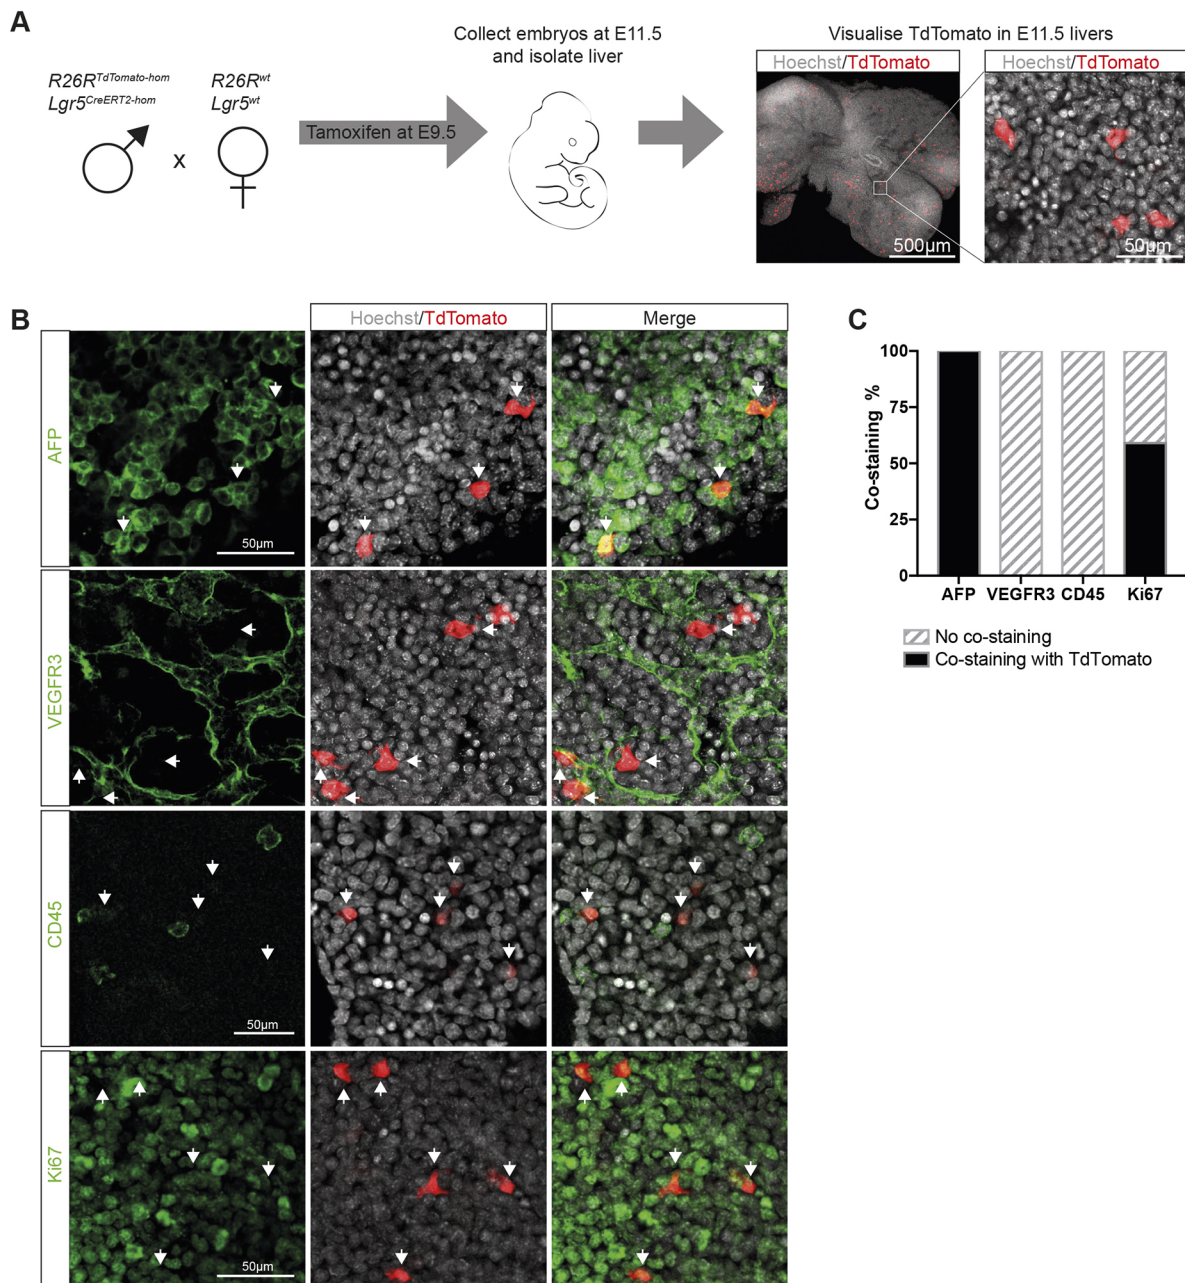 A
R26R^TdTomato-hom
Lgr5^CreERT2-hom
R26R^wt
Lgr5^wt
x
Tamoxifen at E9.5
Collect embryos at E11.5
and isolate liver
Visualise TdTomato in E11.5 livers
Hoechst/TdTomato
Hoechst/TdTomato
500µm
50µm
B
Hoechst/TdTomato
Merge
AFP
50µm
VEGFR3
CD45
50µm
Ki67
50µm
C
Co-staining %
100
75
50
25
0
AFP VEGFR3 CD45 Ki67
No co-staining
Co-staining with TdTomato